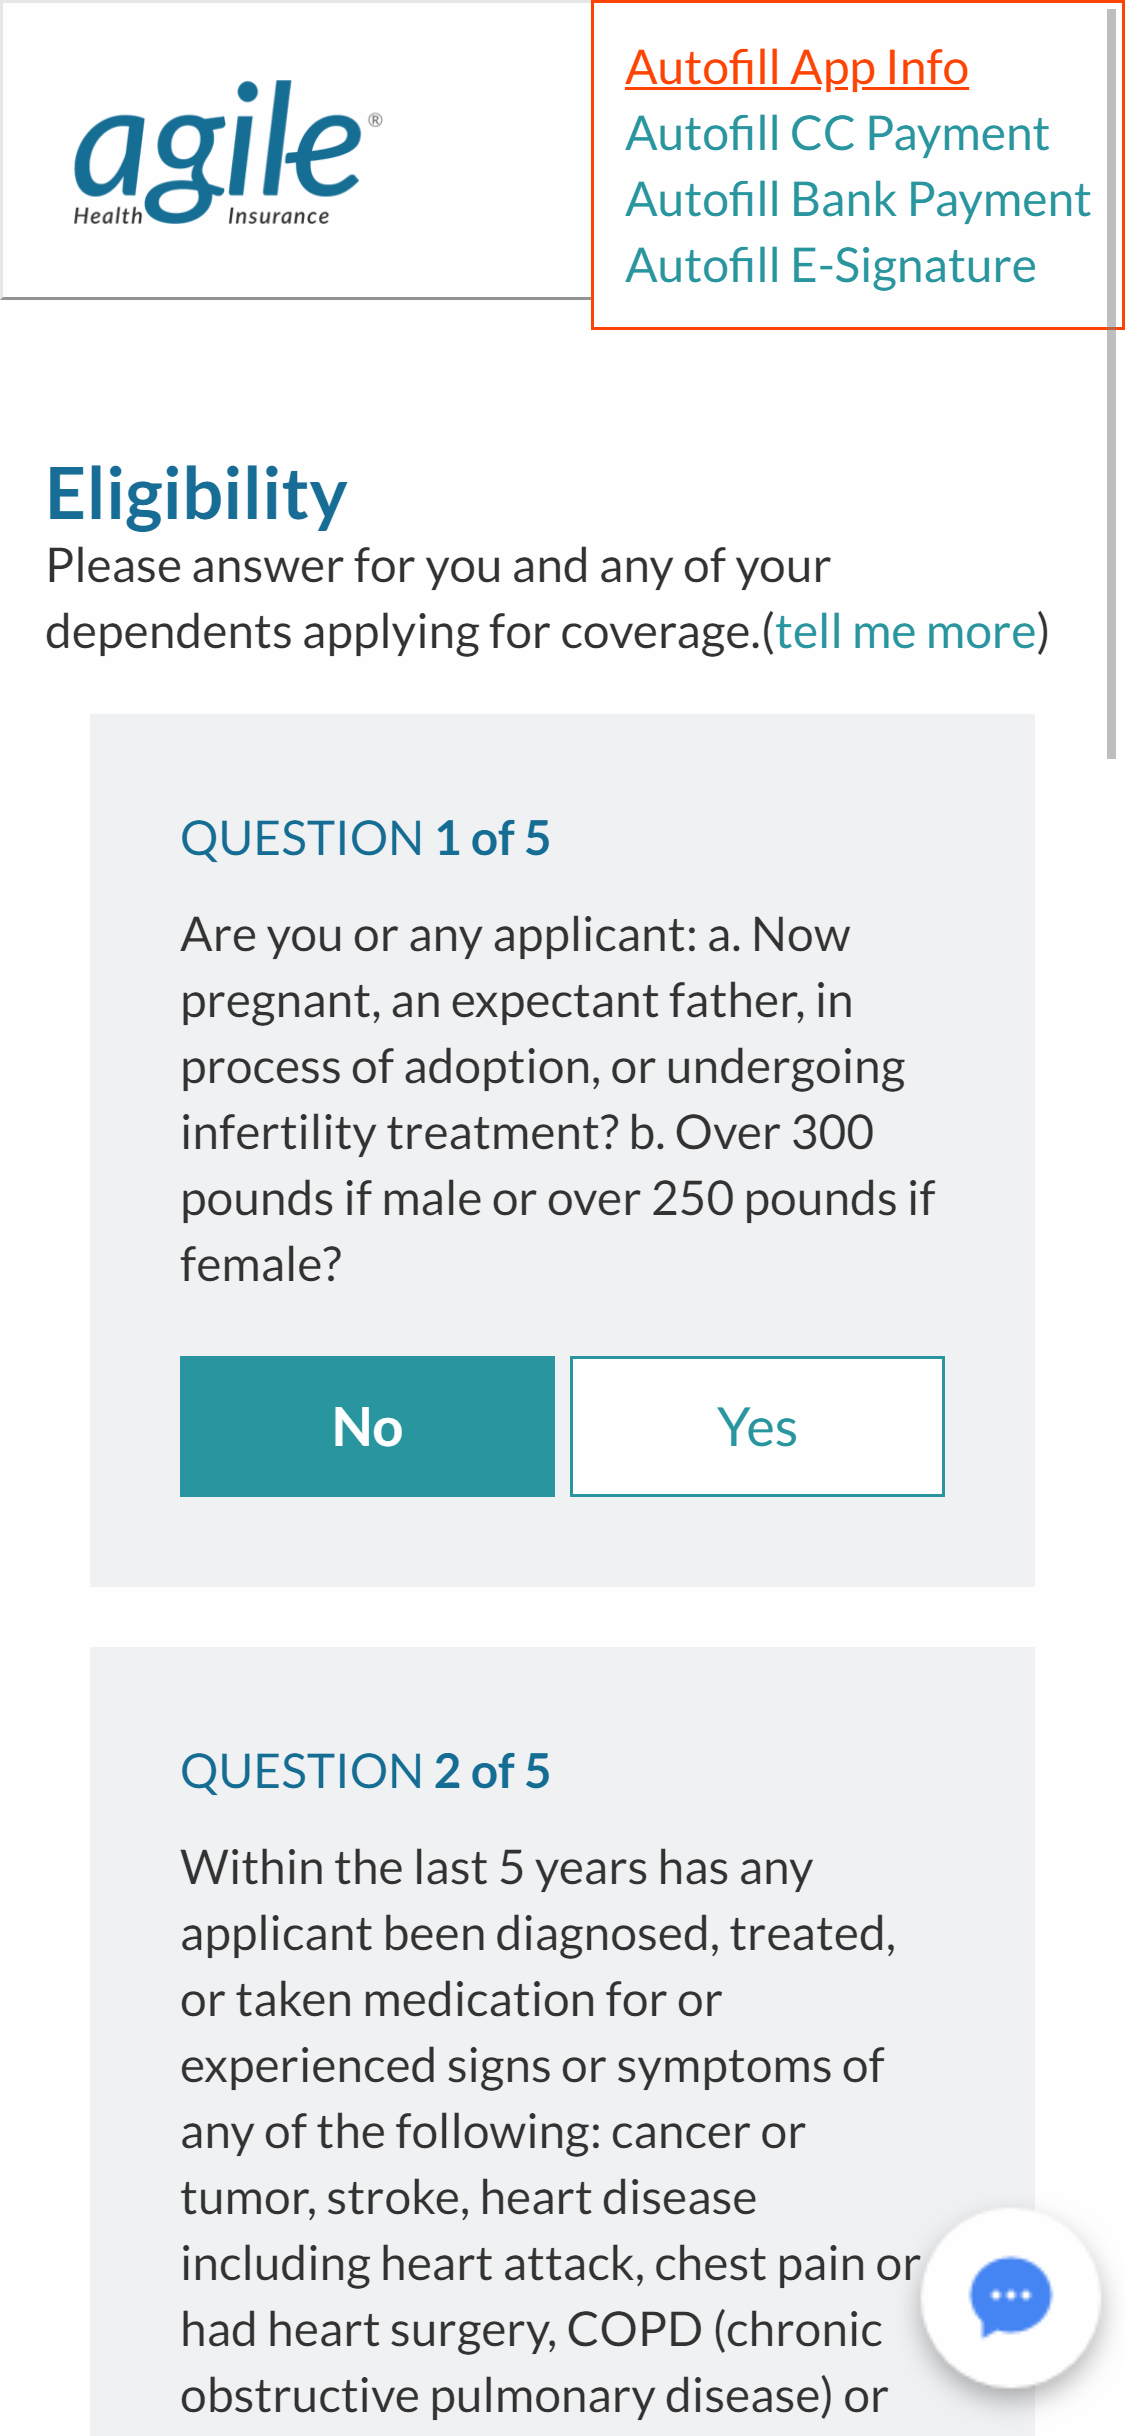 agile®
Health Insurance
Autofill App Info
Autofill CC Payment
Autofill Bank Payment
Autofill E-Signature
Eligibility
Please answer for you and any of your
dependents applying for coverage.(tell me more)
QUESTION 1 of 5
Are you or any applicant: a. Now
pregnant, an expectant father, in
process of adoption, or undergoing
infertility treatment? b. Over 300
pounds if male or over 250 pounds if
female?
No
Yes
QUESTION 2 of 5
Within the last 5 years has any
applicant been diagnosed, treated,
or taken medication for or
experienced signs or symptoms of
any of the following: cancer or
tumor, stroke, heart disease
including heart attack, chest pain or
had heart surgery, COPD (chronic
obstructive pulmonary disease) or